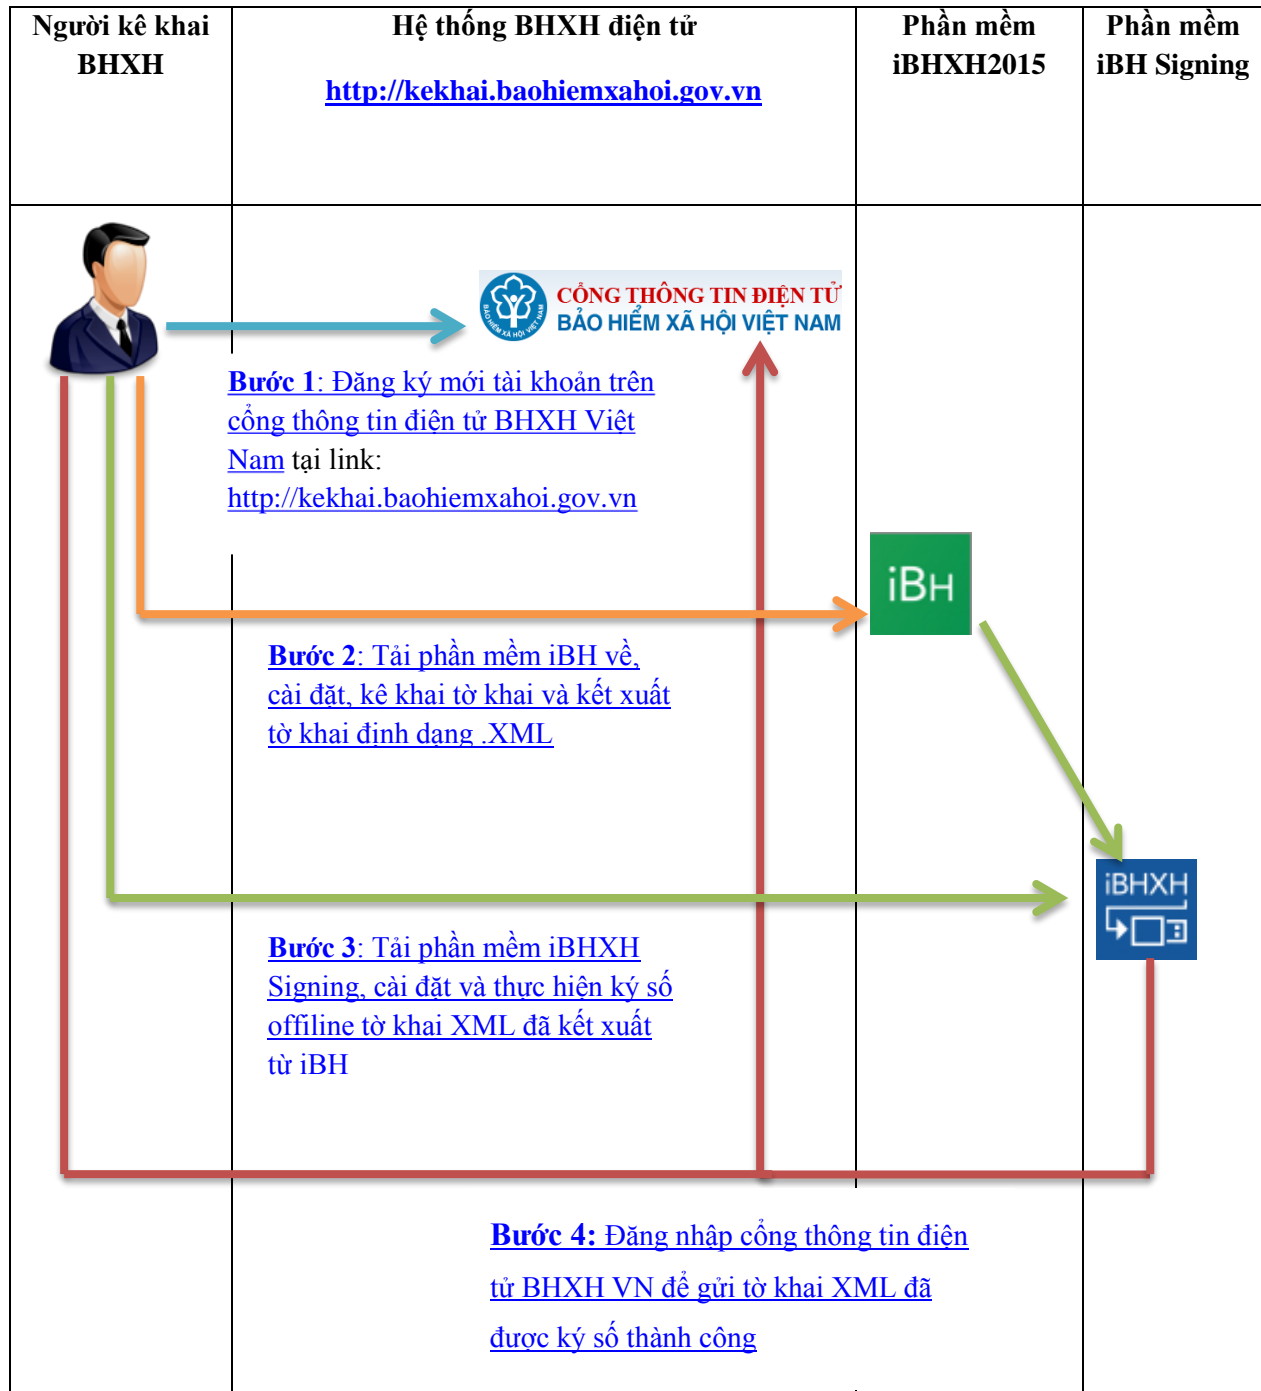 Người kê khai
BHXH
Hệ thống BHXH điện tử
http://kekhai.baohiemxahoi.gov.vn
Phần mềm
iBHXH2015
Phần mềm
iBH Signing
CỔNG THÔNG TIN ĐIỆN TỬ
BẢO HIỂM XÃ HỘI VIỆT NAM
BẢO HIỂM XÃ HỘI VIỆT NAM
Bước 1: Đăng ký mới tài khoản trên
cổng thông tin điện tử BHXH Việt
Nam tại link:
http://kekhai.baohiemxahoi.gov.vn
iBH
Bước 2: Tải phần mềm iBH về,
cài đặt, kê khai tờ khai và kết xuất
tờ khai định dạng .XML
iBHXH
Bước 3: Tải phần mềm iBHXH
Signing, cài đặt và thực hiện ký số
offiline tờ khai XML đã kết xuất
từ iBH
Bước 4: Đăng nhập cổng thông tin điện
tử BHXH VN để gửi tờ khai XML đã
được ký số thành công